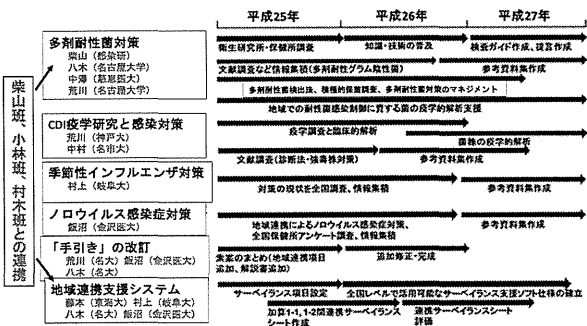 平成25年
平成26年
平成27年
柴山班、小林班、村木班との連携
多剤耐性菌対策
柴山（感染研）
八木（名古屋大学）
中澤（慈恵医大）
荒川（名古屋大学）
衛生研究所・保健所調査
知識・技術の普及
検査ガイド作成、提言作成
文献調査など情報集積（多剤耐性グラム陰性菌）
参考資料集作成
多剤耐性菌検出法、積極的保菌調査、多剤耐性菌対策のマネジメント
地域での耐性菌感染制御に資する菌の疫学的解析支援
CDI疫学研究と感染対策
荒川（神戸大）
中村（名市大）
疫学調査と臨床的解析
菌株の疫学的解析
文献調査（診断法・強毒株対策）
参考資料集作成
季節性インフルエンザ対策
村上（岐阜大）
対策の現状を全国調査、情報集積
参考資料集作成
ノロウイルス感染症対策
飯沼（金沢医大）
地域連携によるノロウイルス感染症対策、
全国保健所アンケート調査、情報集積
参考資料集作成
「手引き」の改訂
荒川（名大）飯沼（金沢医大）
八木（名大）
素案のまとめ（地域連携項目
追加、解説書追加）
追加修正・完成
地域連携支援システム
藤本（東海大）村上（岐阜大）
八木（名大）飯沼（金沢医大）
サーベイランス項目設定
全国レベルで活用可能なサーベイランス支援ソフト仕様の確立
加算1-1、1-2間連携サーベイランス
シート作成
連携サーベイランスシート
評価